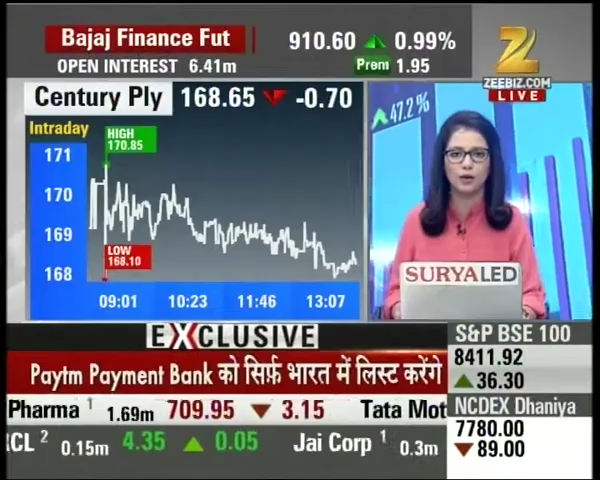 Bajaj Finance Fut
910.60 0.99%
OPEN INTEREST 6.41m
Prem 1.95
Z
ZEEBIZ.COM
LIVE
Century Ply 168.65 -0.70
47.2%
Intraday
HIGH
170.85
171
170
169
168
LOW
168.10
09:01 10:23 11:46 13:07
SURYA LED
EXCLUSIVE
Paytm Payment Bank को सिर्फ़ भारत में लिस्ट करेंगे
S&P BSE 100
8411.92
36.30
Pharma 1 1.69m 709.95 3.15 Tata Mot
NCDEX Dhaniya
7780.00
89.00
CL 2 0.15m 4.35 0.05 Jai Corp 1 0.3m